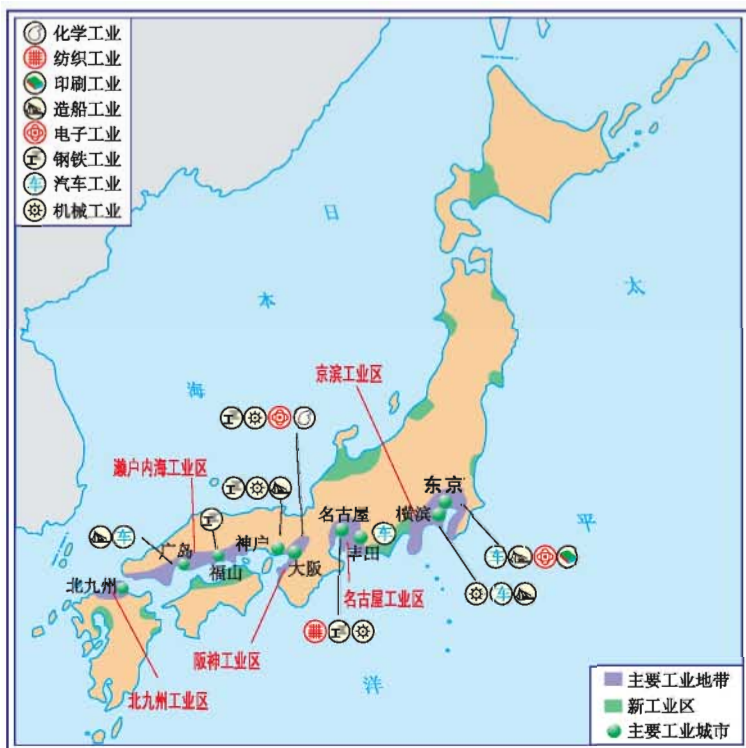 化学工业
纺织工业
印刷工业
造船工业
电子工业
钢铁工业
汽车工业
车
机械工业
日
本
海
太
平
洋
京滨工业区
濑户内海工业区
东京
横滨
名古屋
车
丰田
神户
大阪
广岛
车
福山
北九州
车
车
名古屋工业区
阪神工业区
北九州工业区
主要工业地带
新工业区
主要工业城市